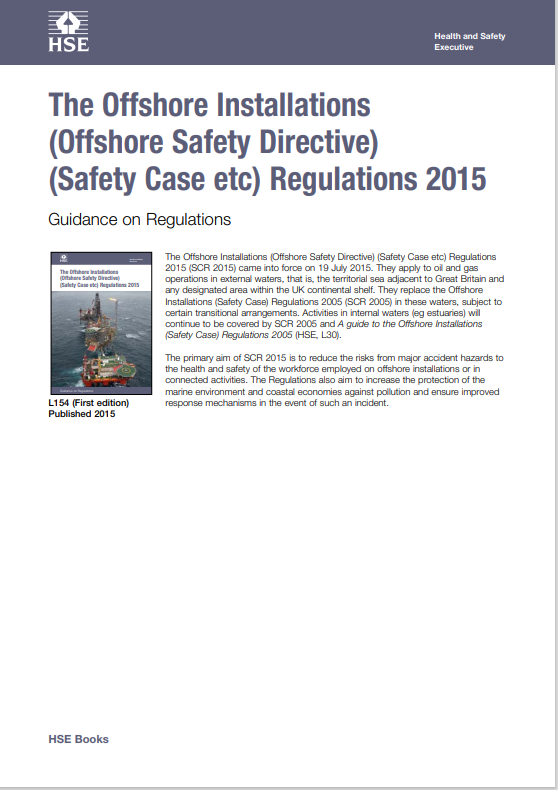 HSE
Health and Safety
Executive
The Offshore Installations
(Offshore Safety Directive)
(Safety Case etc) Regulations 2015
Guidance on Regulations
HSE
The Offshore Installations
(Offshore Safety Directive)
(Safety Case etc) Regulations 2015
L154 (First edition)
Published 2015
The Offshore Installations (Offshore Safety Directive) (Safety Case etc) Regulations
2015 (SCR 2015) came into force on 19 July 2015. They apply to oil and gas
operations in external waters, that is, the territorial sea adjacent to Great Britain and
any designated area within the UK continental shelf. They replace the Offshore
Installations (Safety Case) Regulations 2005 (SCR 2005) in these waters, subject to
certain transitional arrangements. Activities in internal waters (eg estuaries) will
continue to be covered by SCR 2005 and A guide to the Offshore Installations
(Safety Case) Regulations 2005 (HSE, L30).
The primary aim of SCR 2015 is to reduce the risks from major accident hazards to
the health and safety of the workforce employed on offshore installations or in
connected activities. The Regulations also aim to increase the protection of the
marine environment and coastal economies against pollution and ensure improved
response mechanisms in the event of such an incident.
HSE Books